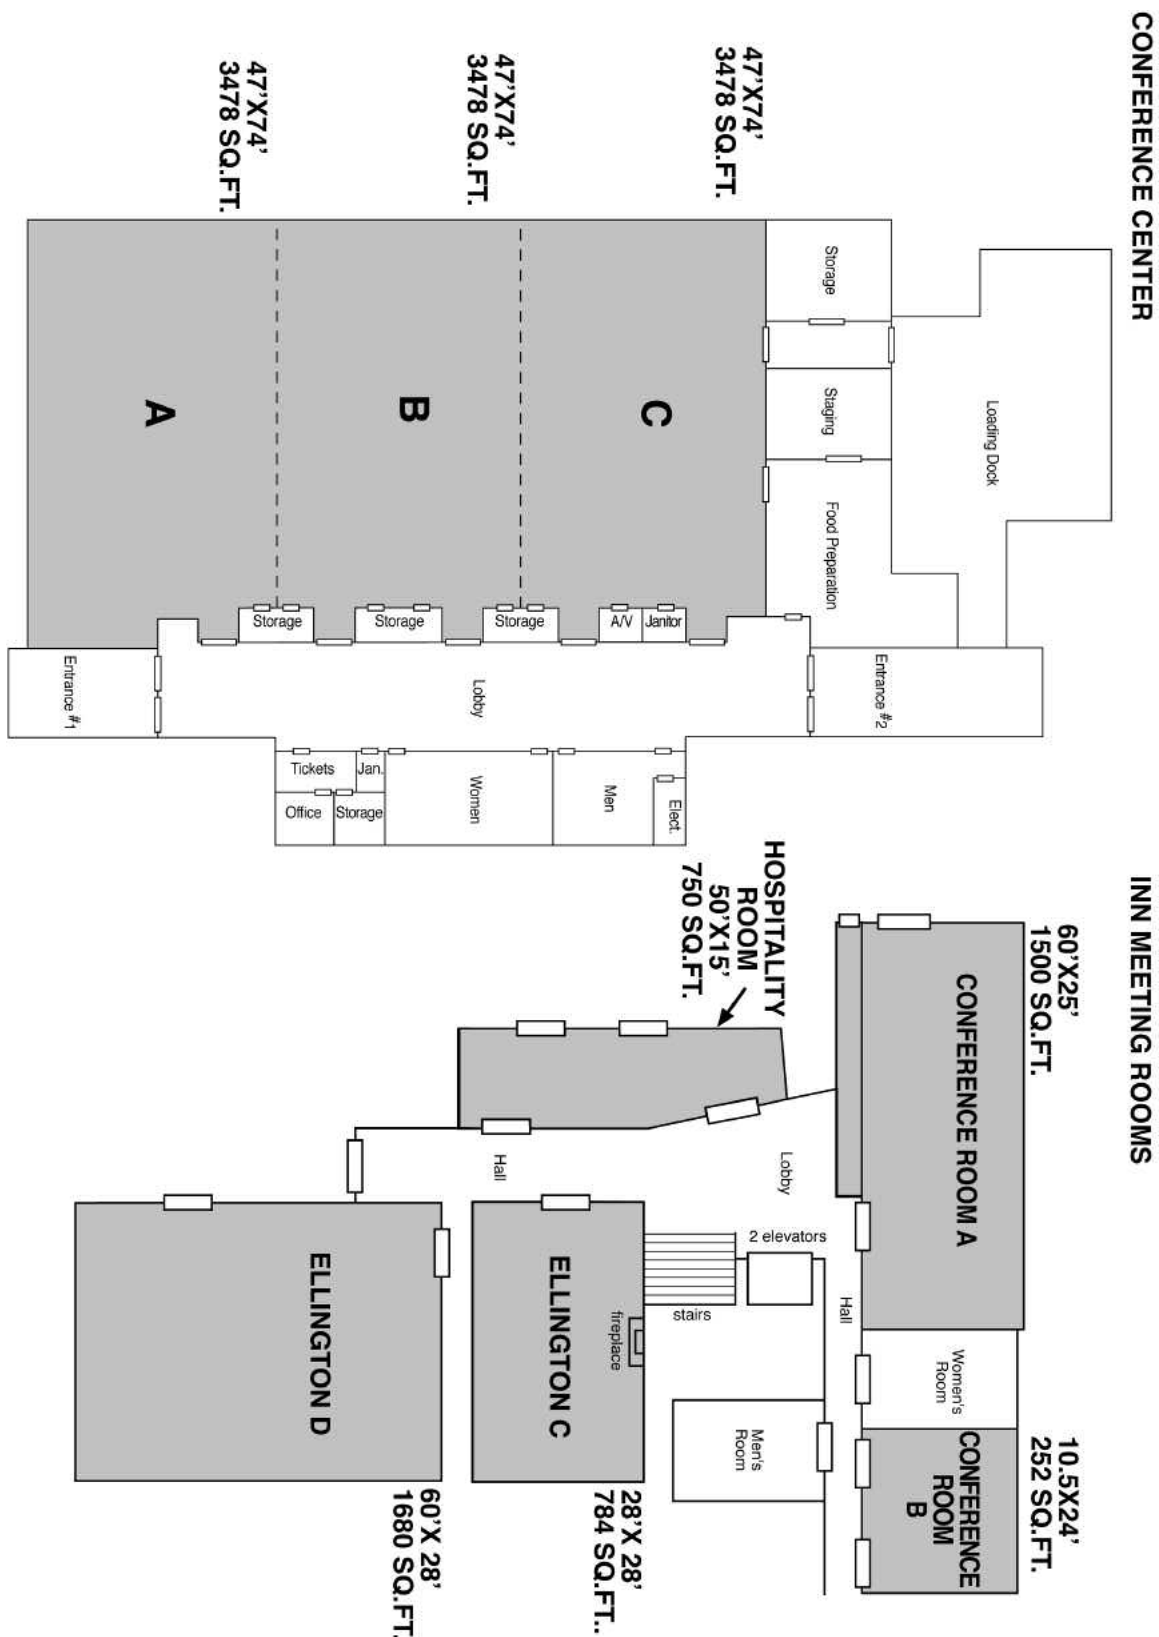 CONFERENCE CENTER
47'X74'
3478 SQ.FT.
47'X74'
3478 SQ.FT.
47'X74'
3478 SQ.FT.
A
B
C
Storage
Staging
Food Preparation
Loading Dock
Storage
Storage
Storage
A/V
Janitor
Entrance #1
Lobby
Entrance #2
Tickets
Jan.
Office
Storage
Women
Men
Elect.
INN MEETING ROOMS
60'X25'
1500 SQ.FT.
CONFERENCE ROOM A
HOSPITALITY
ROOM
50'X15'
750 SQ.FT.
Hall
Lobby
2 elevators
stairs
Hall
Women's
Room
Men's
Room
10.5X24'
252 SQ.FT.
CONFERENCE
ROOM
B
ELLINGTON C
fireplace
28'X 28'
784 SQ.FT..
ELLINGTON D
60'X 28'
1680 SQ.FT.